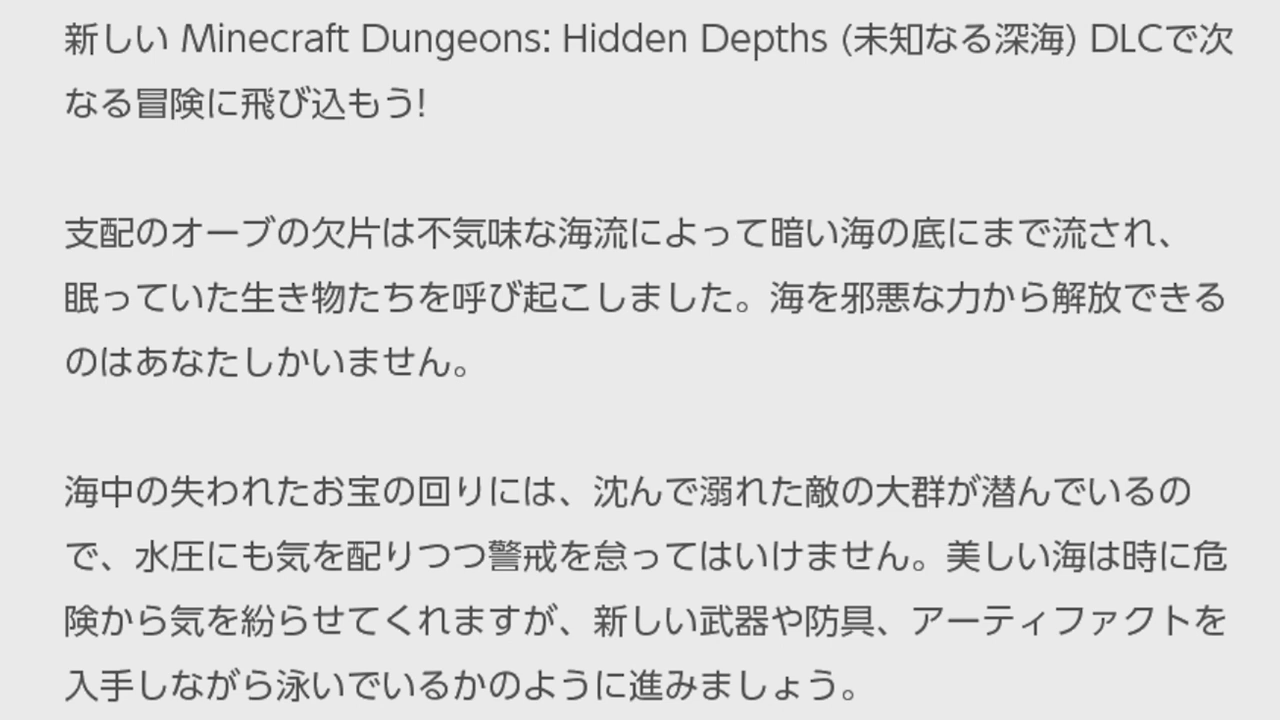 新しい Minecraft Dungeons: Hidden Depths (未知なる深海) DLCで次
なる冒険に飛び込もう!
支配のオーブの欠片は不気味な海流によって暗い海の底にまで流され、
眠っていた生き物たちを呼び起こしました。海を邪悪な力から解放できる
のはあなたしかいません。
海中の失われたお宝の回りには、沈んで溺れた敵の大群が潜んでいるの
で、水圧にも気を配りつつ警戒を怠ってはいけません。美しい海は時に危
険から気を紛らせてくれますが、新しい武器や防具、アーティファクトを
入手しながら泳いでいるかのように進みましょう。